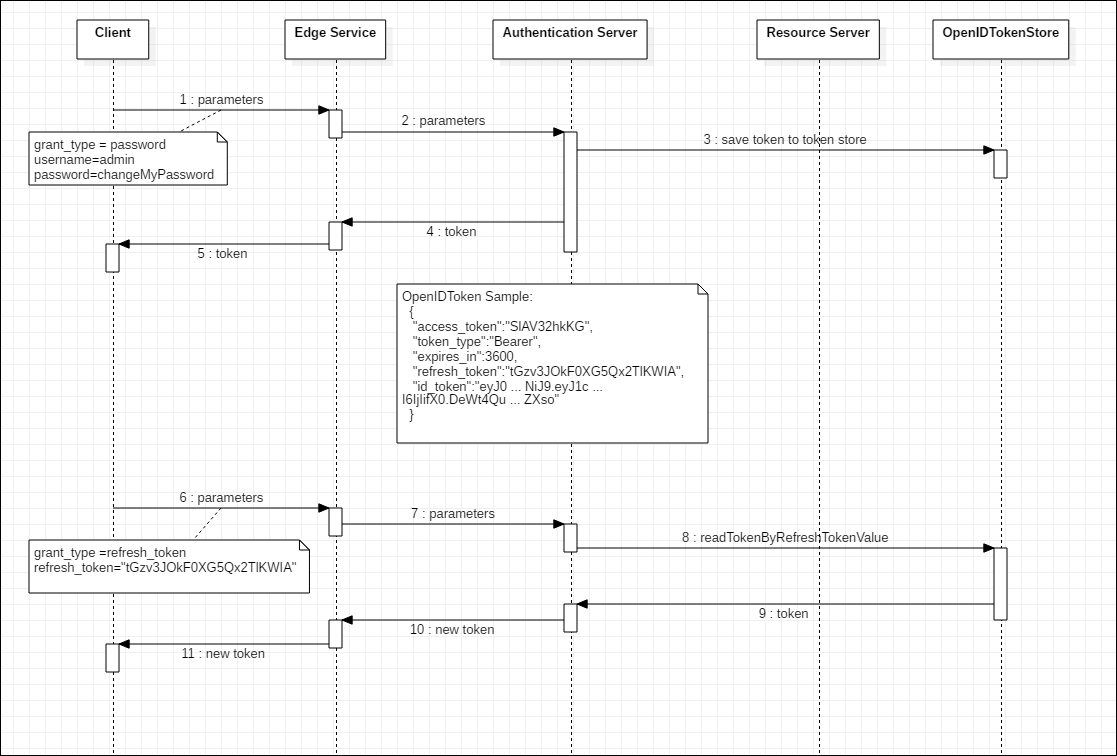 Client
Edge Service
Authentication Server
Resource Server
OpenIDTokenStore
1 : parameters
2 : parameters
3 : save token to token store
grant_type = password
username=admin
password=changeMyPassword
4 : token
5 : token
OpenIDToken Sample:
{
"access_token":"SlAV32hkKG",
"token_type":"Bearer",
"expires_in":3600,
"refresh_token":"tGzv3JOkF0XG5Qx2TlKWIA",
"id_token":"eyJ0 ... NiJ9.eyJ1c ...
I6IjIifX0.DeWt4Qu ... ZXso"
}
6 : parameters
7 : parameters
8 : readTokenByRefreshTokenValue
grant_type =refresh_token
refresh_token="tGzv3JOkF0XG5Qx2TlKWIA"
9 : token
10 : new token
11 : new token